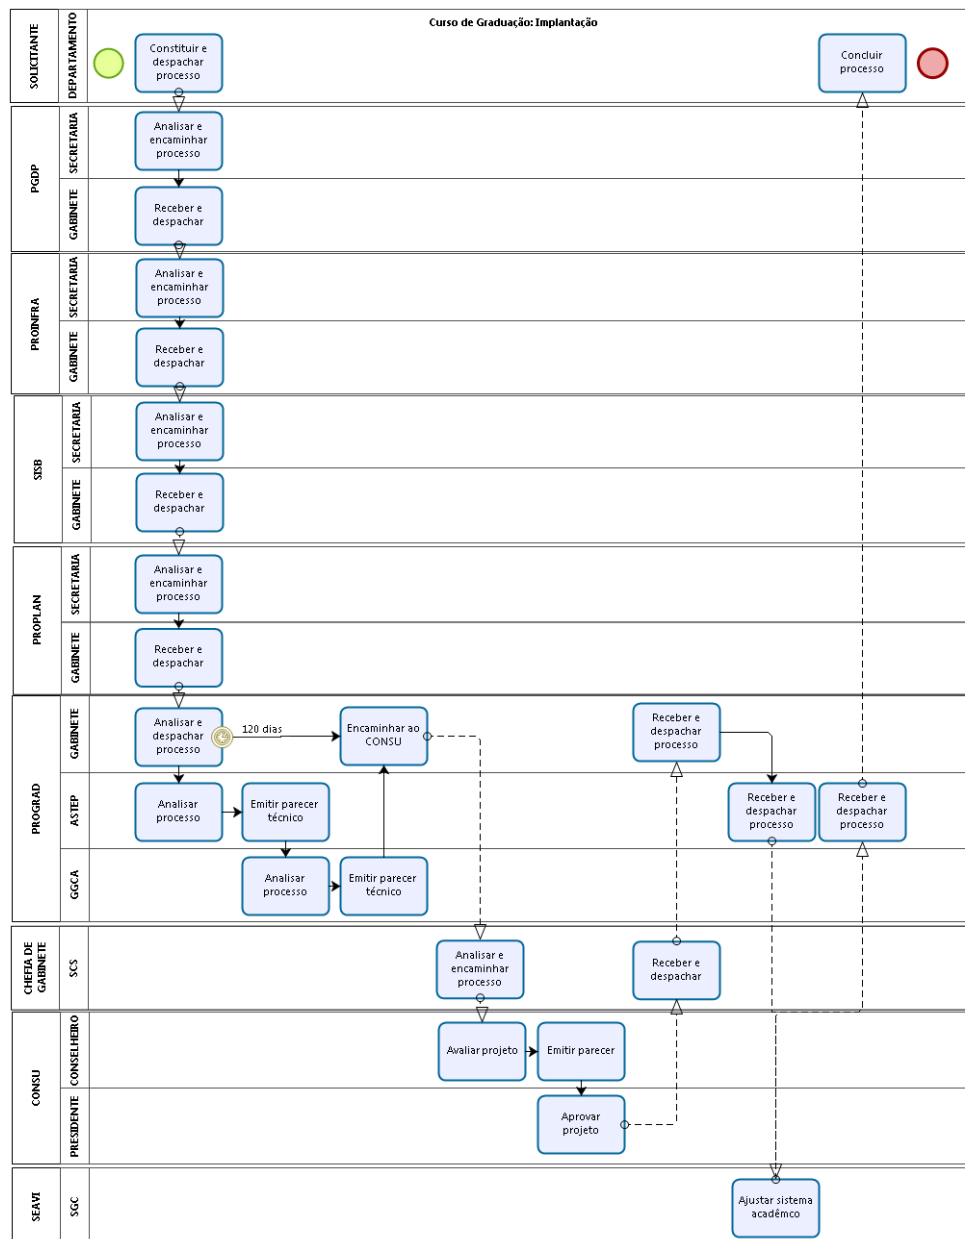 Curso de Graduação: Implantação
SOLICITANTE
DEPARTAMENTO
Constituir e
despachar
processo
Concluir
processo
PGDP
SECRETARIA
Analisar e
encaminhar
processo
GABINETE
Receber e
despachar
PROINFRA
SECRETARIA
Analisar e
encaminhar
processo
GABINETE
Receber e
despachar
SISB
SECRETARIA
Analisar e
encaminhar
processo
GABINETE
Receber e
despachar
PROPLAN
SECRETARIA
Analisar e
encaminhar
processo
GABINETE
Receber e
despachar
PROGRAD
GABINETE
Analisar e
despachar
processo
120 dias
Encaminhar ao
CONSU
Receber e
despachar
processo
ASTEP
Analisar
processo
Emitir parecer
técnico
Receber e
despachar
processo
Receber e
despachar
processo
GGCA
Analisar
processo
Emitir parecer
técnico
CHEFIA DE
GABINETE
SCS
Analisar e
encaminhar
processo
Receber e
despachar
CONSU
CONSELHEIRO
Avaliar projeto
Emitir parecer
PRESIDENTE
Aprovar
projeto
SEAVI
SGC
Ajustar sistema
acadêmco